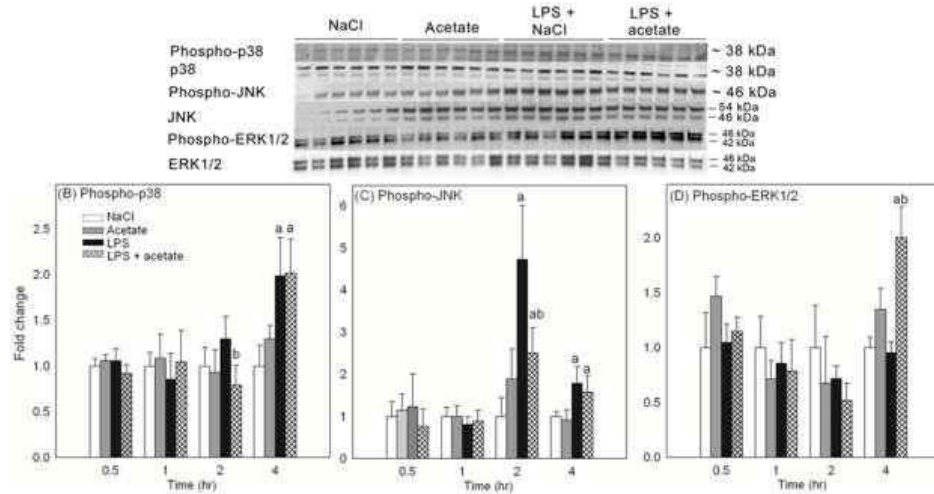 NaCl Acetate LPS + NaCl LPS + acetate
Phospho-p38 ~ 38 kDa
p38 ~ 38 kDa
Phospho-JNK ~ 46 kDa
JNK 54 kDa
46 kDa
Phospho-ERK1/2 46 kDa
42 kDa
ERK1/2 46 kDa
42 kDa
(B) Phospho-p38
NaCl
Acetate
LPS
LPS + acetate
Fold change
2.5
2.0
1.5
1.0
0.5
0.0
a a
b
0.5 1 2 4
Time (hr)
(C) Phospho-JNK
6
5
4
2
1
0
a
ab
a
a
0.5 1 2 4
Time (hr)
(D) Phospho-ERK1/2
2.0
1.5
1.0
0.5
0.0
ab
0.5 1 2 4
Time (hr)